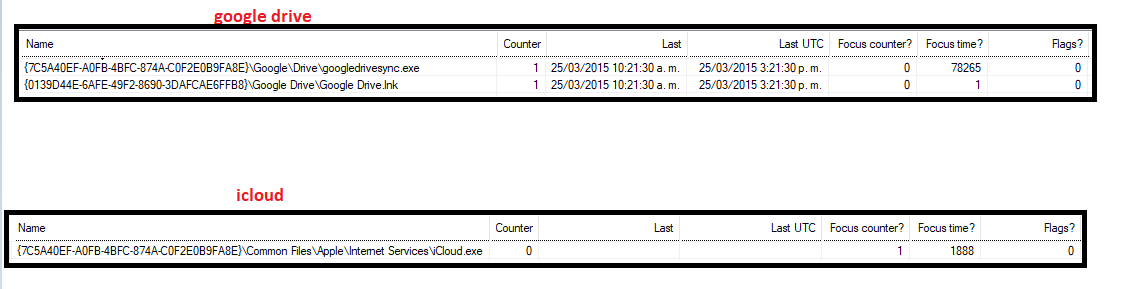 google drive
Name Counter Last Last UTC Focus counter? Focus time? Flags?
{7C5A40EF-A0FB-4BFC-874A-C0F2E0B9FA8E}\Google\Drive\googledrivesync.exe 1 25/03/2015 10:21:30 a. m. 25/03/2015 3:21:30 p. m. 0 78265 0
{0139D44E-6AFE-49F2-8690-3DAFCAE6FFB8}\Google Drive\Google Drive.lnk 1 25/03/2015 10:21:30 a. m. 25/03/2015 3:21:30 p. m. 0 1 0
icloud
Name Counter Last Last UTC Focus counter? Focus time? Flags?
{7C5A40EF-A0FB-4BFC-874A-C0F2E0B9FA8E}\Common Files\Apple\Internet Services\iCloud.exe 0 1 1888 0